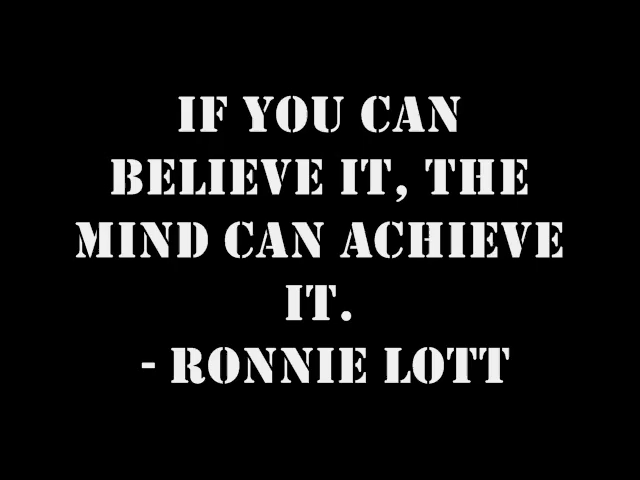 IF YOU CAN
BELIEVE IT, THE
MIND CAN ACHIEVE
IT.
- RONNIE LOTT